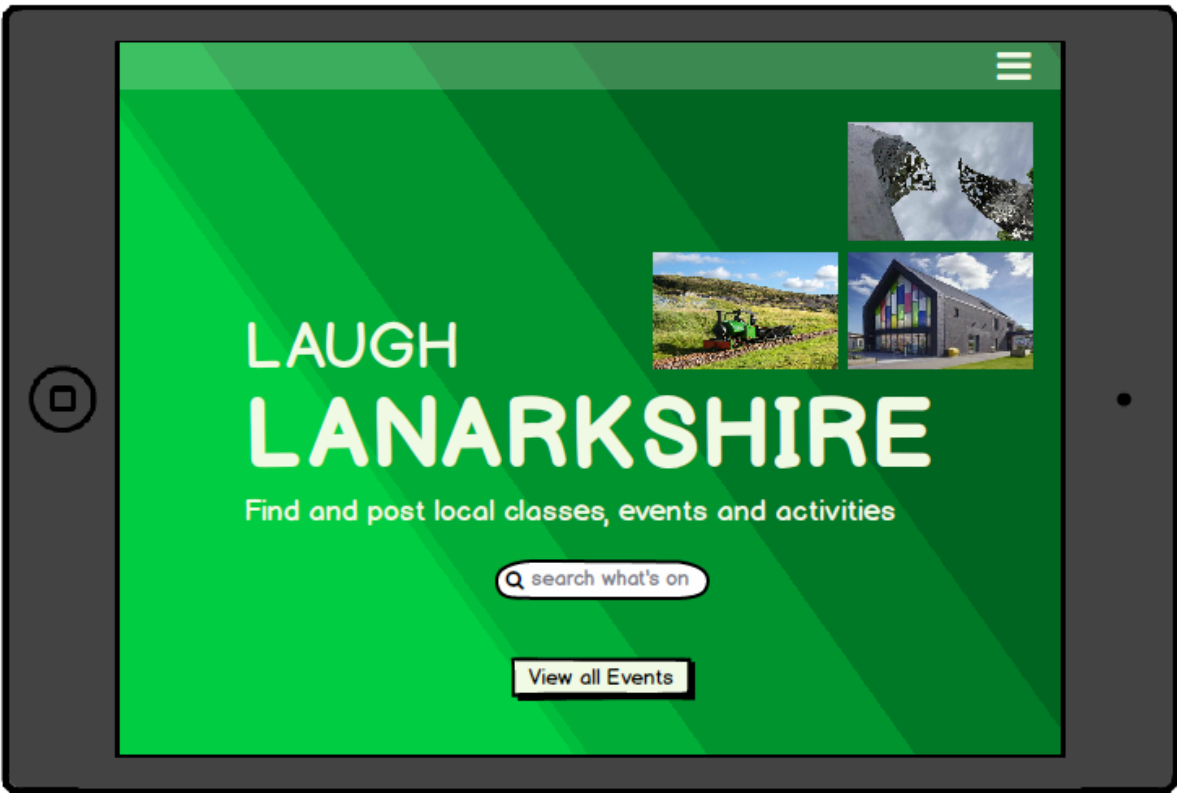 LAUGH
LANARKSHIRE
Find and post local classes, events and activities
search what's on
View all Events